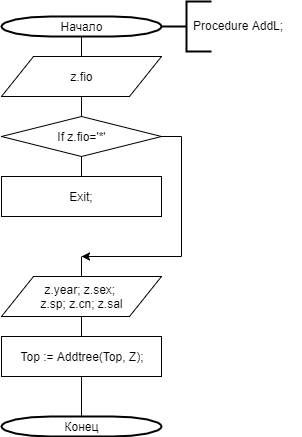 Начало
Procedure AddL;
z.fio
If z.fio='*'
Exit;
z.year; z.sex;
z.sp; z.cn; z.sal
Top := Addtree(Top, Z);
Конец